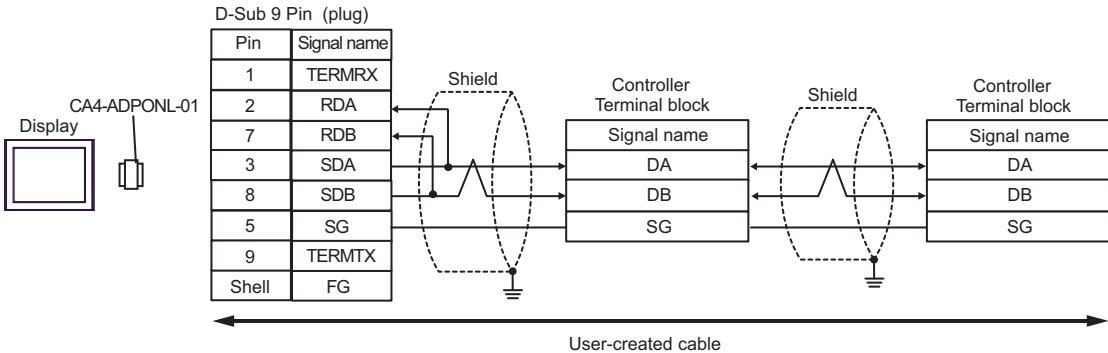 D-Sub 9 Pin (plug)
Pin Signal name
1 TERMRX
2 RDA
7 RDB
3 SDA
8 SDB
5 SG
9 TERMTX
Shell FG
CA4-ADPONL-01
Display
Shield
Controller
Terminal block
Signal name
DA
DB
SG
Shield
Controller
Terminal block
Signal name
DA
DB
SG
User-created cable